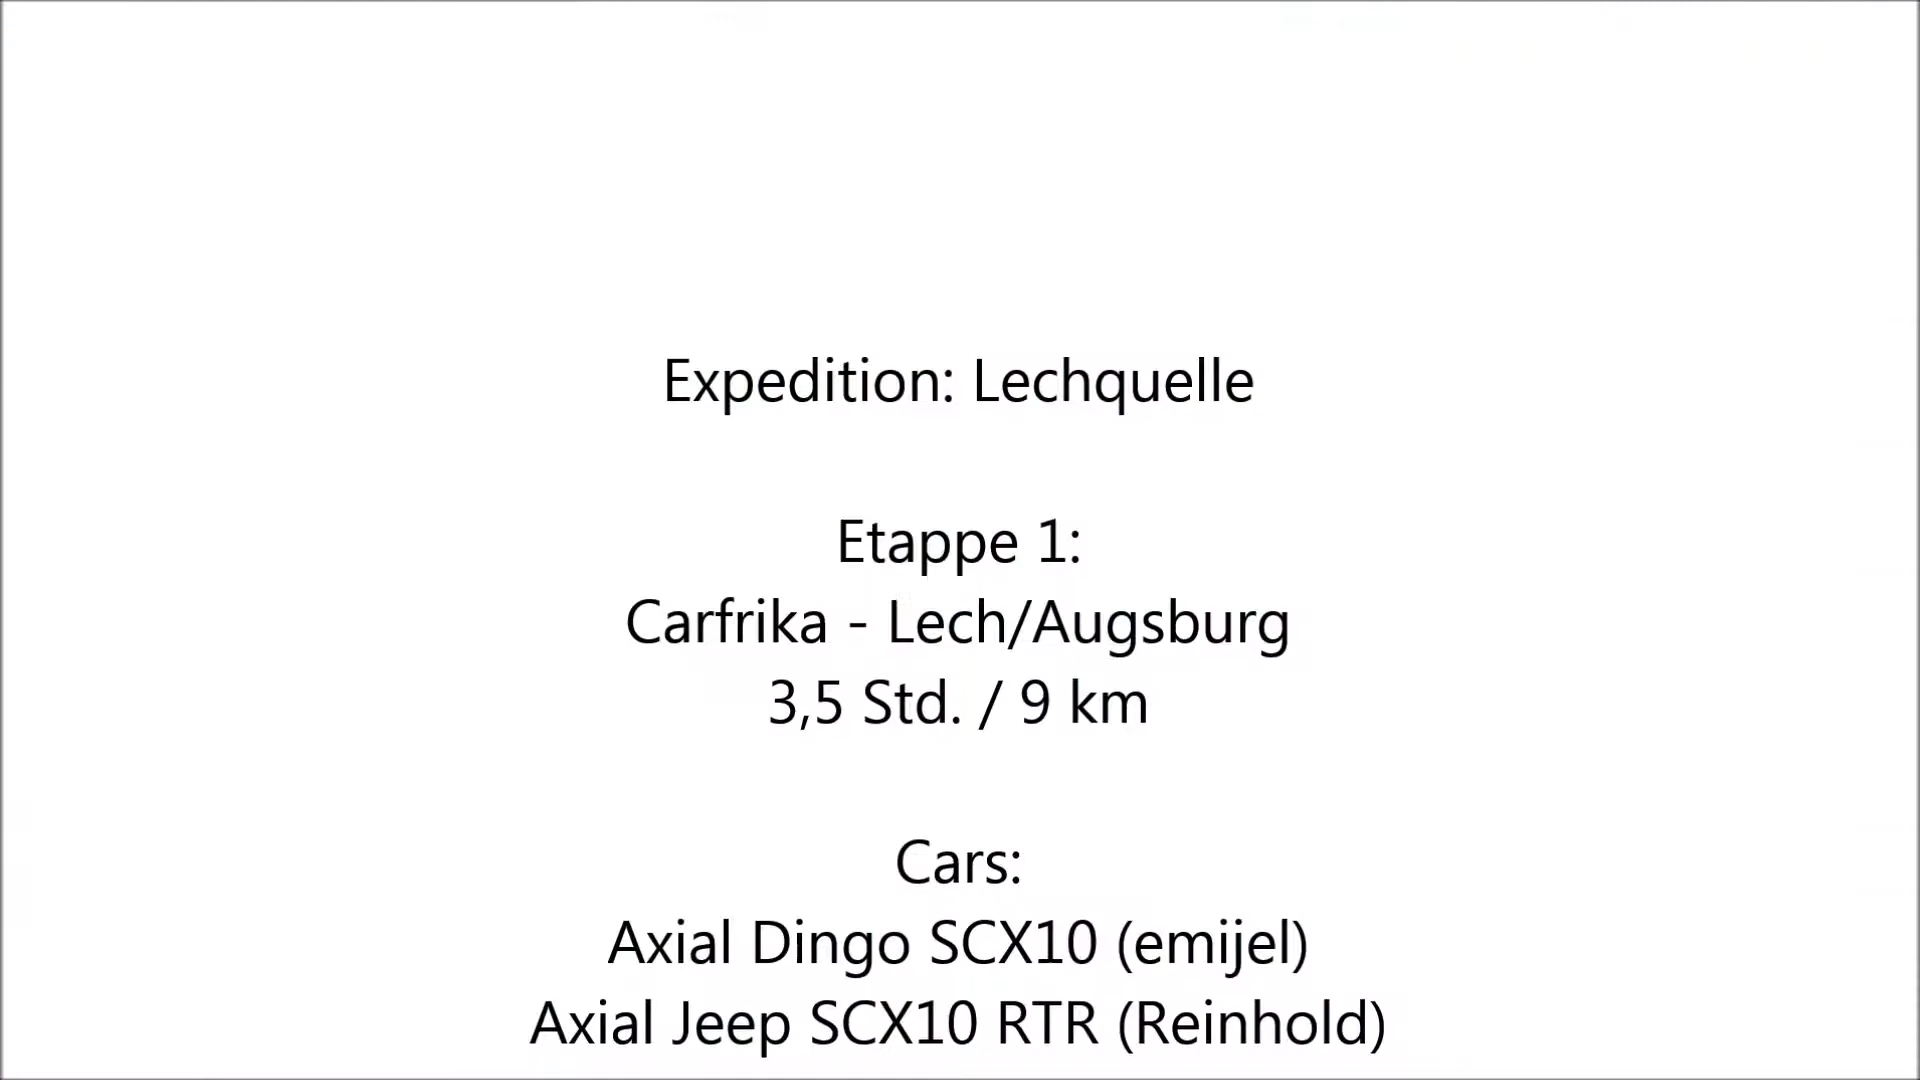 Expedition: Lechquelle
Etappe 1:
Carfrika - Lech/Augsburg
3,5 Std. / 9 km
Cars:
Axial Dingo SCX10 (emijel)
Axial Jeep SCX10 RTR (Reinhold)